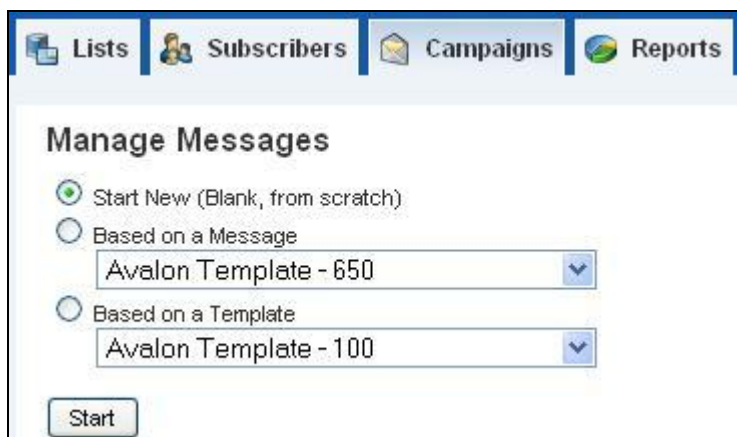 Lists Subscribers Campaigns Reports
Manage Messages
Start New (Blank, from scratch)
Based on a Message
Avalon Template - 650
Based on a Template
Avalon Template - 100
Start